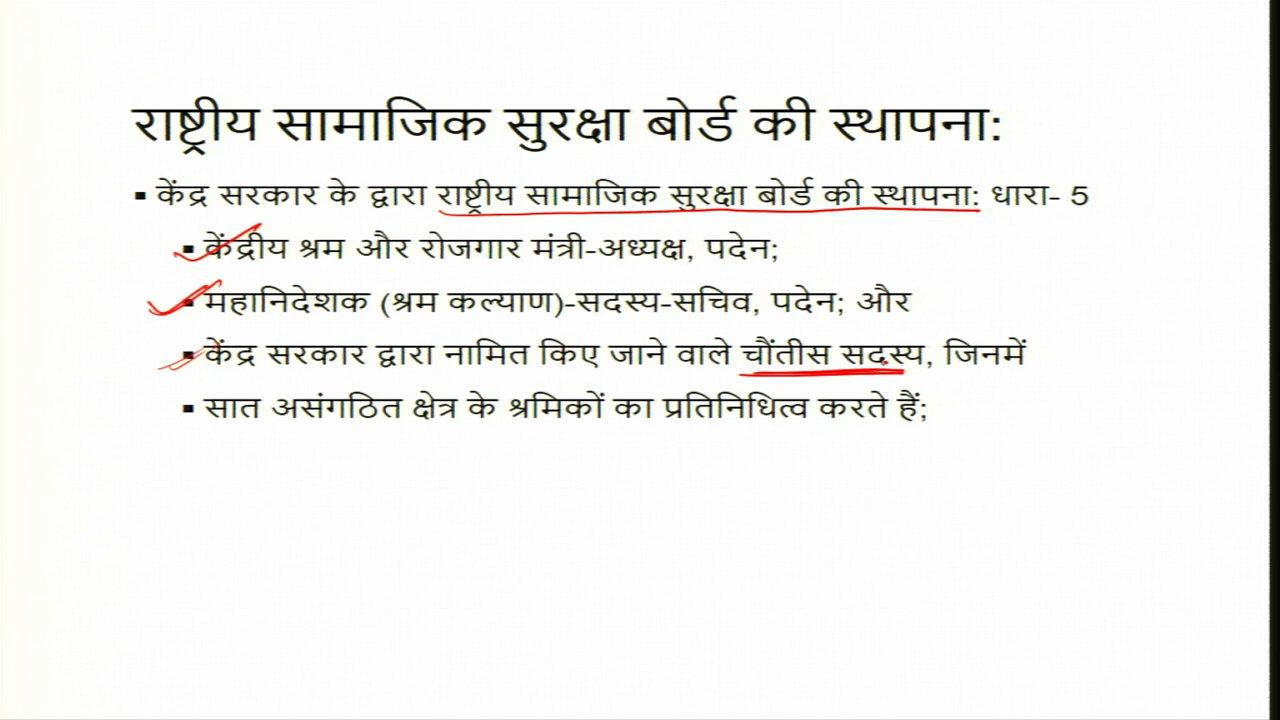 राष्ट्रीय सामाजिक सुरक्षा बोर्ड की स्थापना:
▪ केंद्र सरकार के द्वारा राष्ट्रीय सामाजिक सुरक्षा बोर्ड की स्थापना: धारा- 5
▪ केंद्रीय श्रम और रोजगार मंत्री-अध्यक्ष, पदेन;
▪ महानिदेशक (श्रम कल्याण)-सदस्य-सचिव, पदेन; और
▪ केंद्र सरकार द्वारा नामित किए जाने वाले चौंतीस सदस्य, जिनमें
▪ सात असंगठित क्षेत्र के श्रमिकों का प्रतिनिधित्व करते हैं;